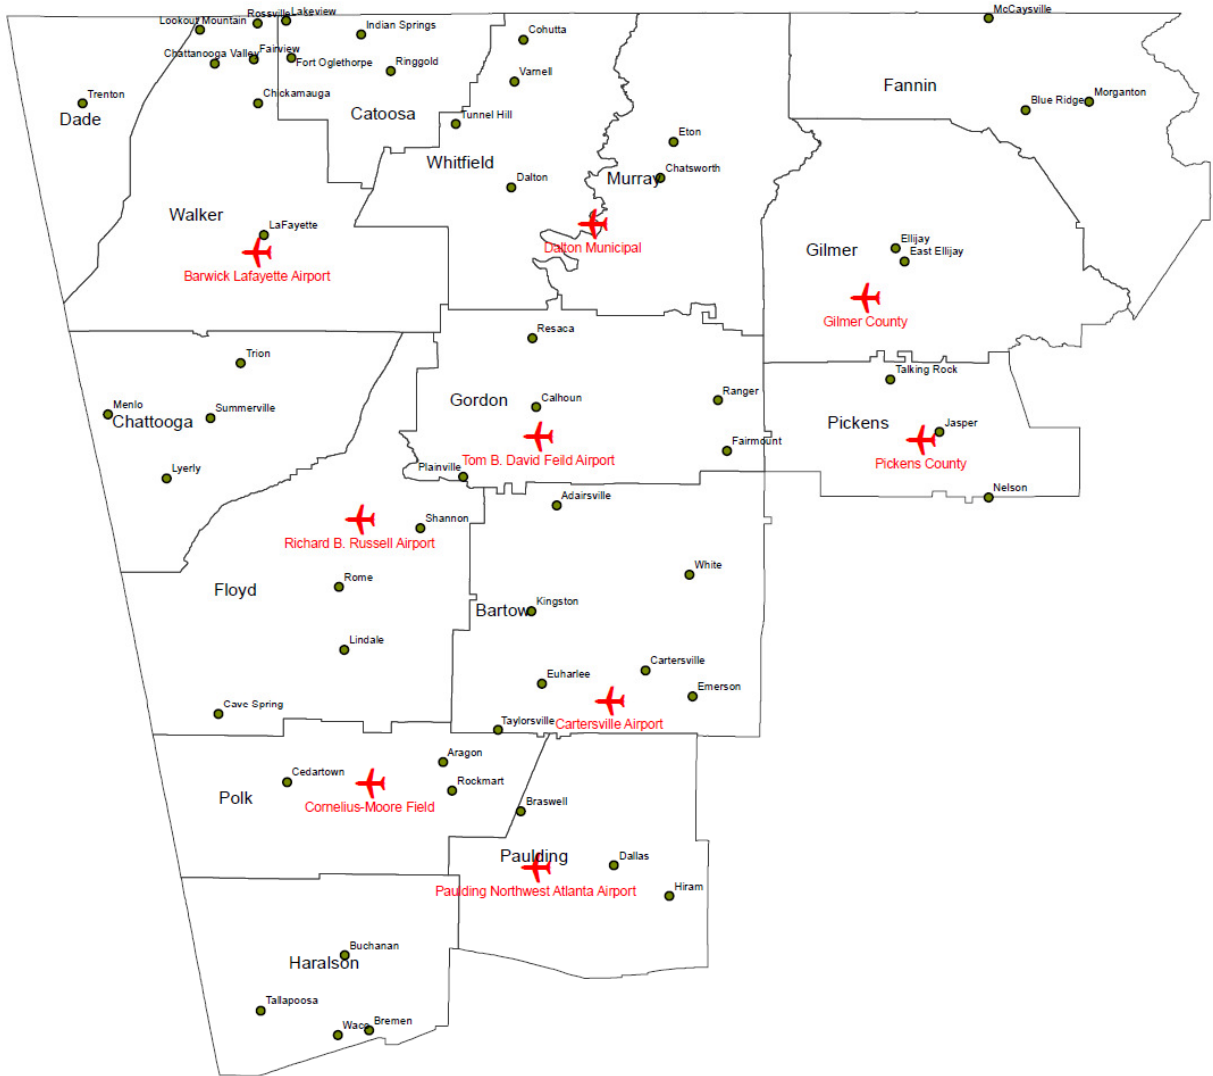 McCaysville
Lakeview
Rossville
Lookout Mountain
Indian Springs
Cohutta
Chattanooga Valley
Fairview
Fort Oglethorpe
Ringgold
Varnell
Fannin
Trenton
Dade
Chickamauga
Catoosa
Tunnel Hill
Blue Ridge
Morganton
Eton
Whitfield
Chatsworth
Murray
Dalton
Walker
LaFayette
Dalton Municipal
Ellijay
Gilmer
East Ellijay
Barwick Lafayette Airport
Gilmer County
Resaca
Trion
Talking Rock
Menlo
Chattooga
Summerville
Gordon
Calhoun
Ranger
Pickens
Jasper
Fairmount
Tom B. David Feild Airport
Pickens County
Lyerly
Plainville
Nelson
Adairsville
Shannon
Richard B. Russell Airport
White
Rome
Floyd
Bartow
Kingston
Lindale
Cartersville
Euharlee
Emerson
Cave Spring
Taylorsville
Cartersville Airport
Aragon
Cedartown
Rockmart
Polk
Cornelius-Moore Field
Braswell
Paulding
Dallas
Paulding Northwest Atlanta Airport
Hiram
Buchanan
Haralson
Tallapoosa
Waco
Bremen